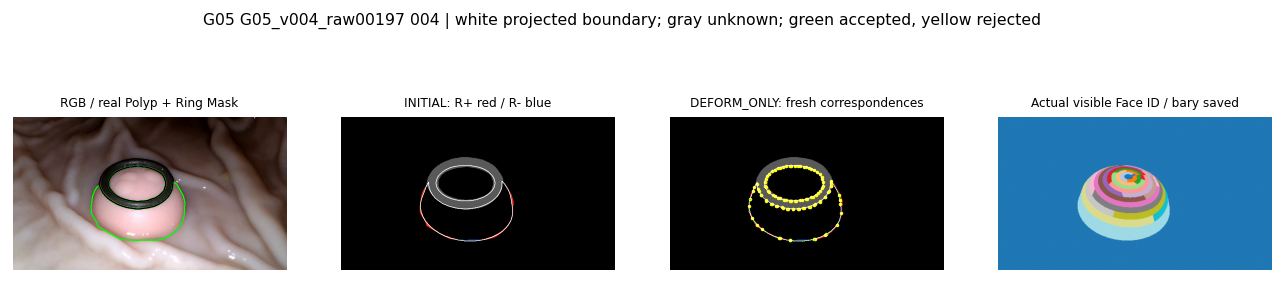 G05 G05_v004_raw00197 004 | white projected boundary; gray unknown; green accepted, yellow rejected
RGB / real Polyp + Ring Mask
INITIAL: R+ red / R- blue
DEFORM_ONLY: fresh correspondences
Actual visible Face ID / bary saved